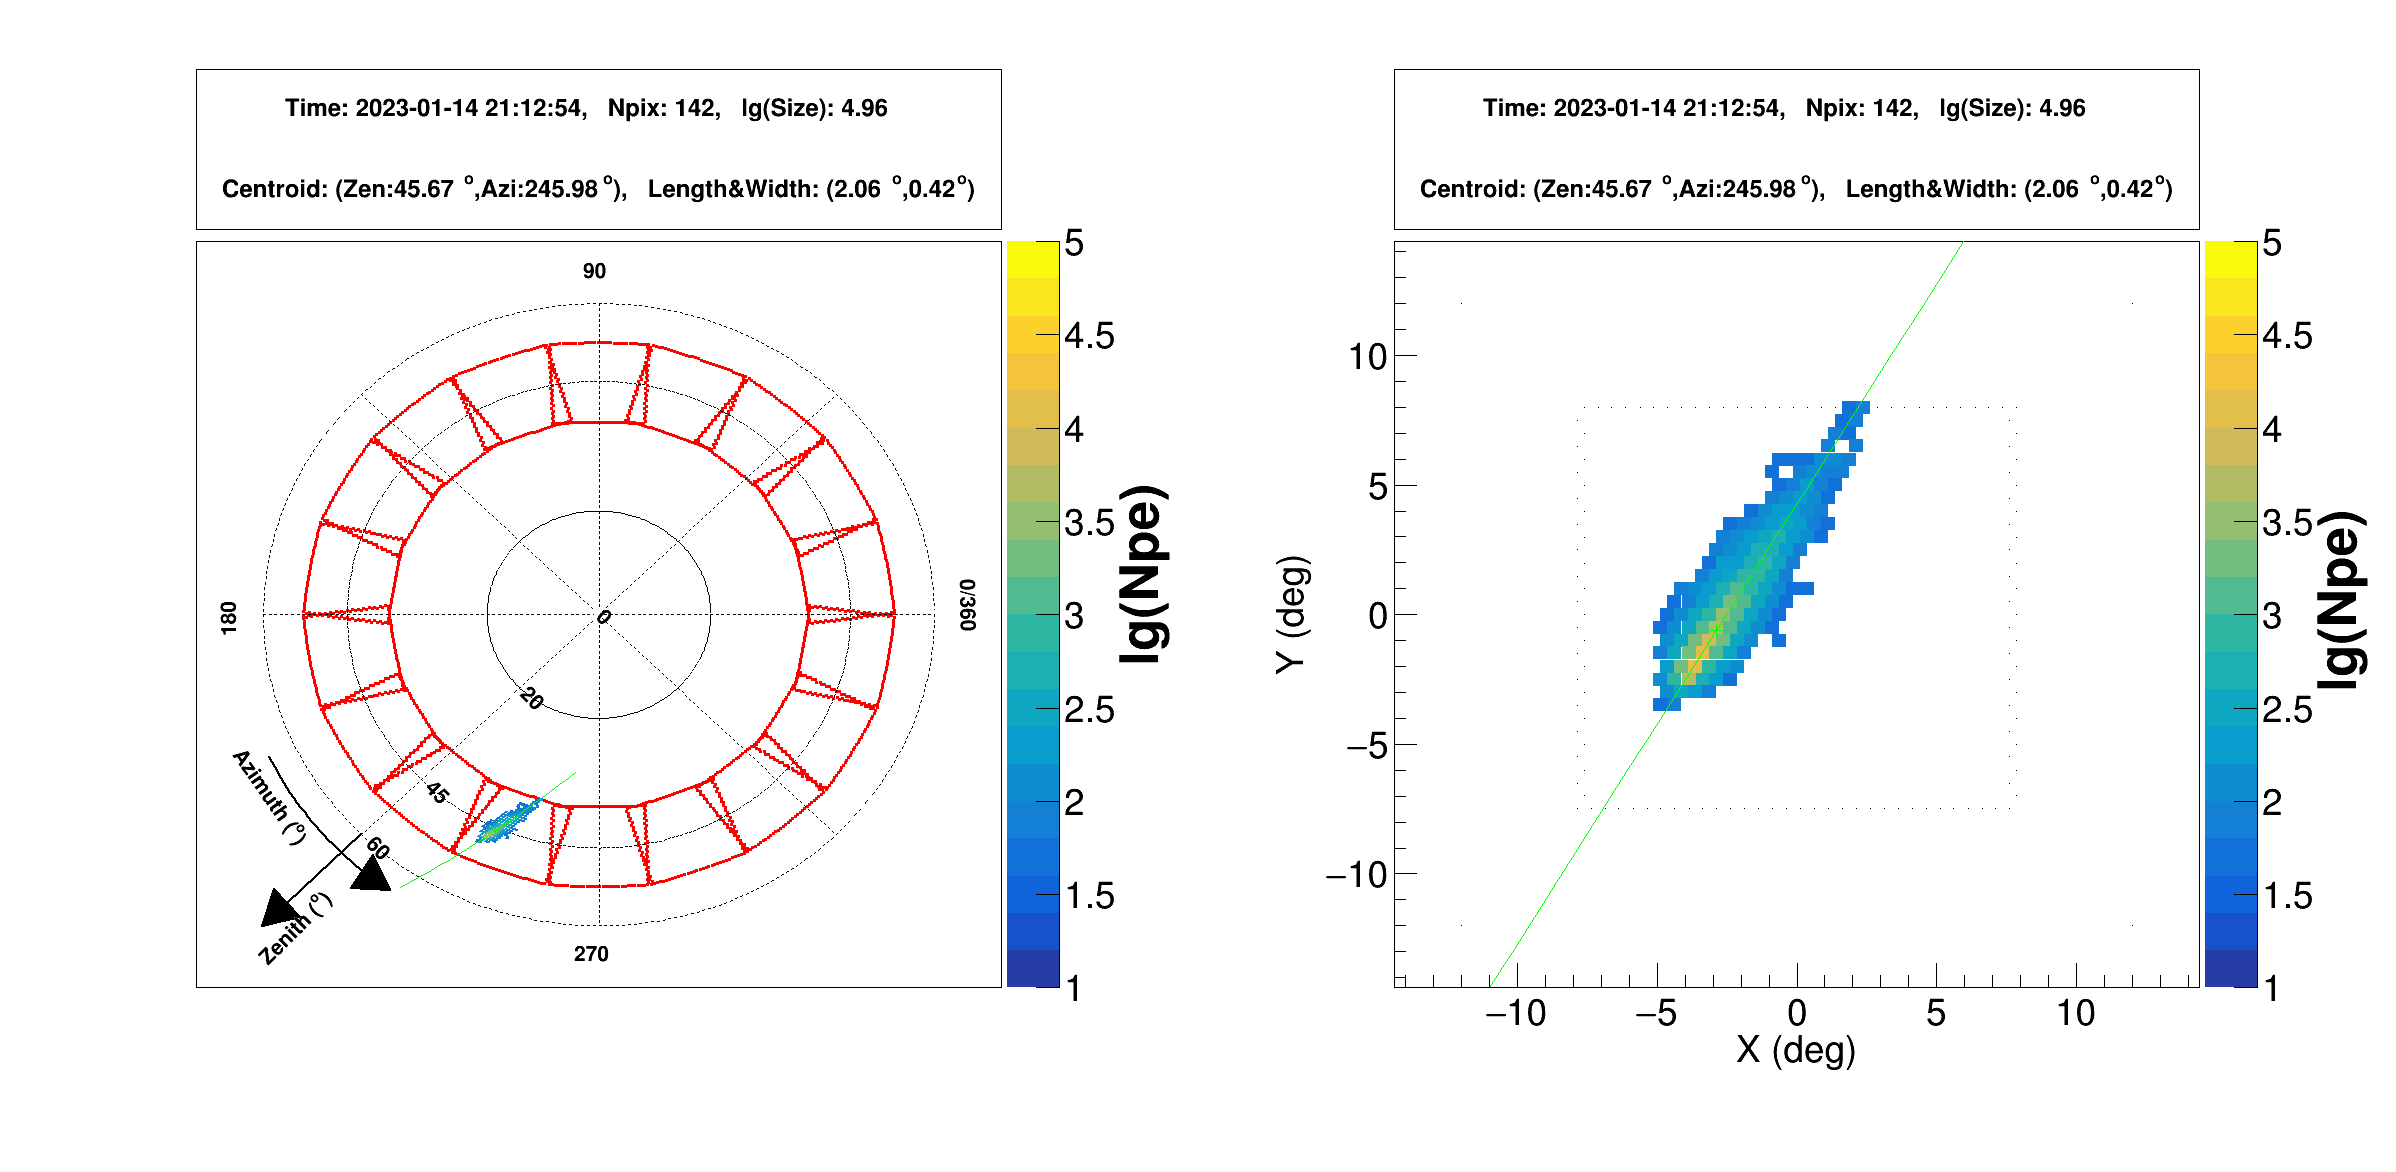 Time: 2023-01-14 21:12:54, Npix: 142, lg(Size): 4.96
Centroid: (Zen:45.67 °,Azi:245.98°), Length&Width: (2.06 °,0.42°)
90
180
0/360
270
0
20
45
60
Azimuth (°)
Zenith (°)
5
4.5
4
3.5
3
2.5
2
1.5
1
lg(Npe)
Time: 2023-01-14 21:12:54, Npix: 142, lg(Size): 4.96
Centroid: (Zen:45.67 °,Azi:245.98°), Length&Width: (2.06 °,0.42°)
10
5
0
−5
−10
Y (deg)
−10 −5 0 5 10
X (deg)
5
4.5
4
3.5
3
2.5
2
1.5
1
lg(Npe)